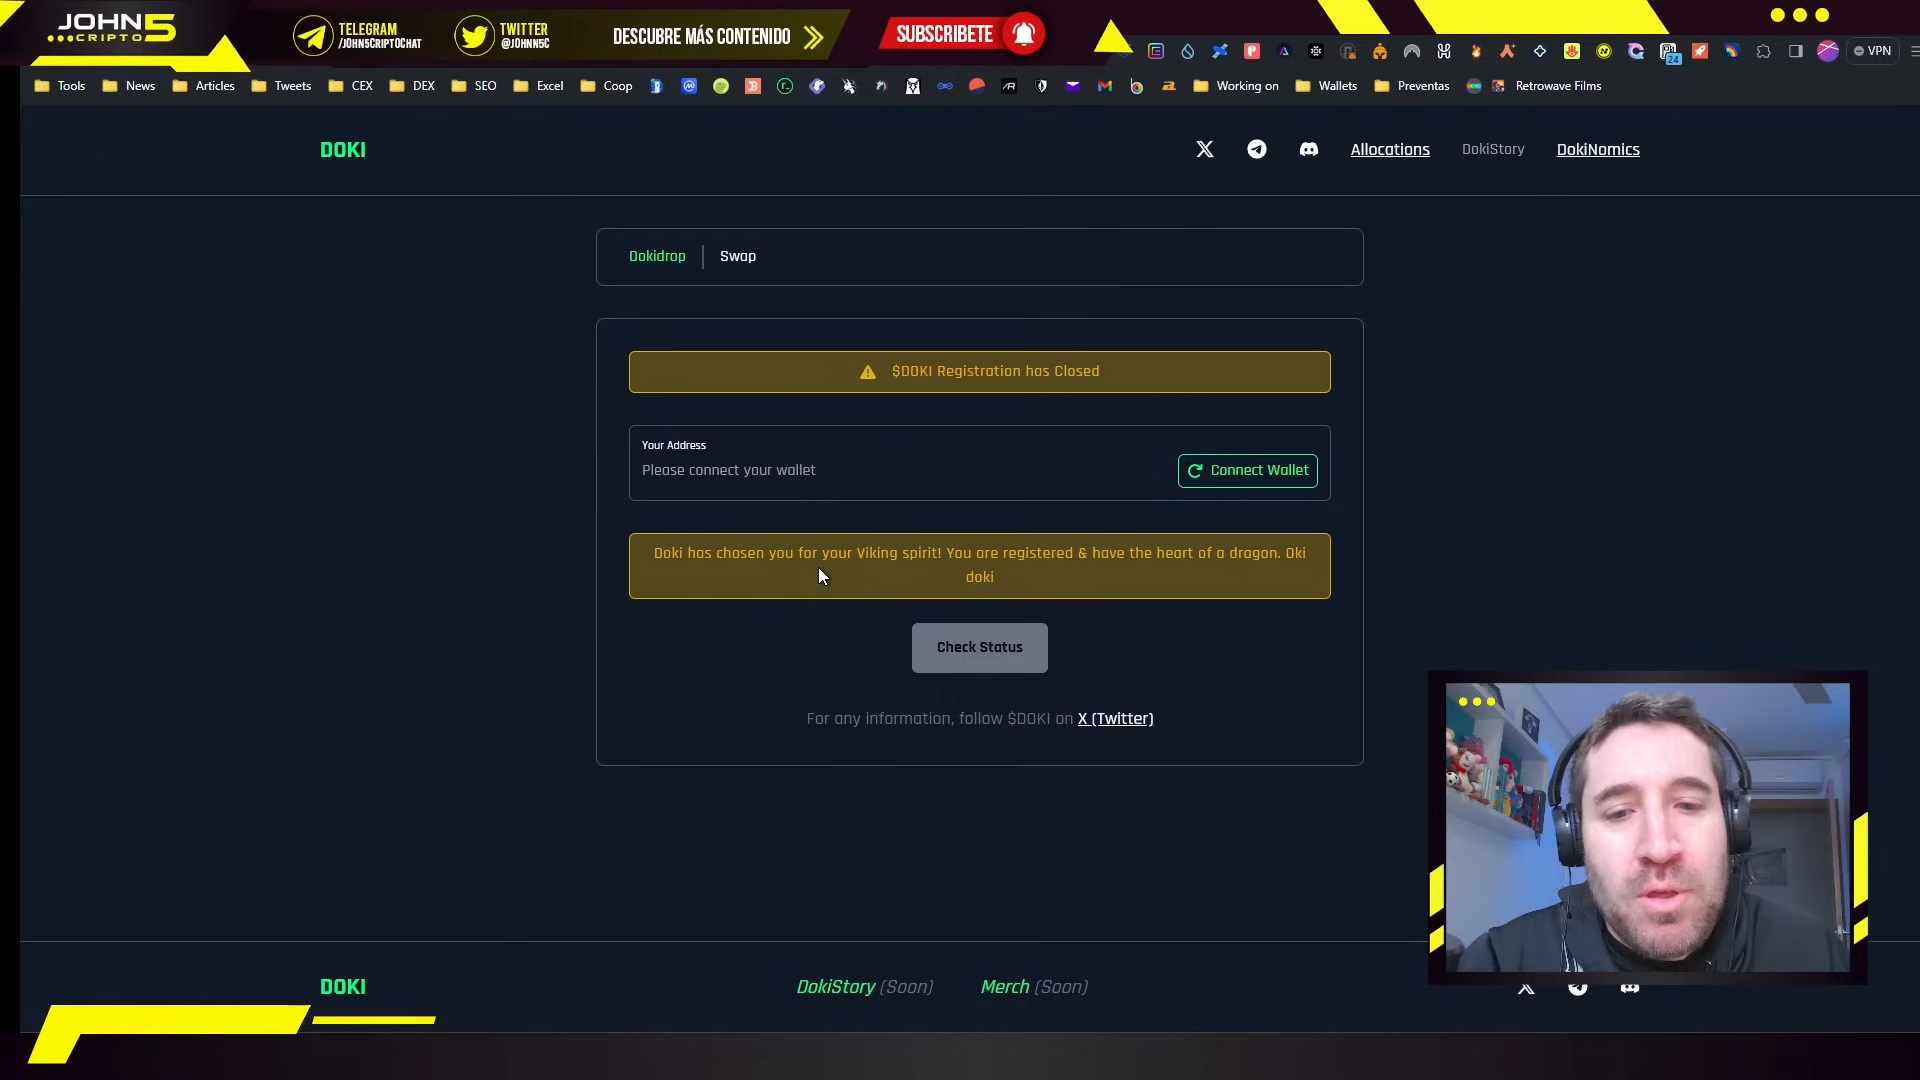 JOHN5
CRIPTO
TELEGRAM
/JOHN5CRIPTOCHAT
TWITTER
@J0HNN5C
DESCUBRE MÁS CONTENIDO
SUBSCRIBETE
24
VPN
Tools
News
Articles
Tweets
CEX
DEX
SEO
Excel
Coop
Working on
Wallets
Preventas
Retrowave Films
DOKI
Allocations
DokiStory
DokiNomics
Dokidrop
Swap
$DOKI Registration has Closed
Your Address
Please connect your wallet
Connect Wallet
Doki has chosen you for your Viking spirit! You are registered & have the heart of a dragon. Oki
doki
Check Status
For any information, follow $DOKI on X (Twitter)
DOKI
DokiStory (Soon)
Merch (Soon)